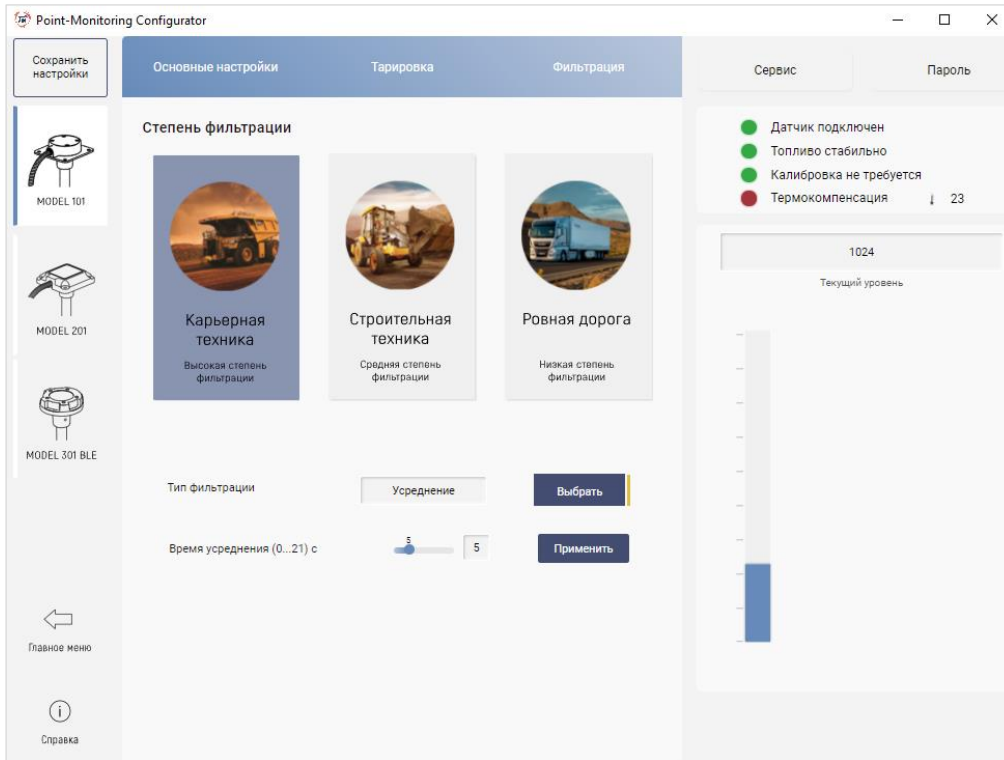 Point-Monitoring Configurator
Сохранить
настройки
Основные настройки
Тарировка
Фильтрация
Сервис
Пароль
MODEL 101
MODEL 201
MODEL 301 BLE
Главное меню
Справка
Степень фильтрации
Карьерная
техника
Высокая степень
фильтрации
Строительная
техника
Средняя степень
фильтрации
Ровная дорога
Низкая степень
фильтрации
Тип фильтрации
Усреднение
Выбрать
Время усреднения (0...21) с
5
5
Применить
Датчик подключен
Топливо стабильно
Калибровка не требуется
Термокомпенсация ↓ 23
1024
Текущий уровень